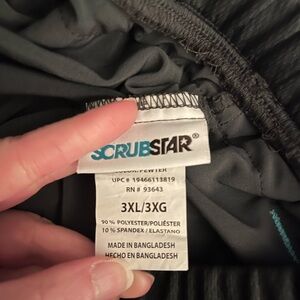 SCRUBSTAR®
COLOR: PEWTER
UPC # 19466113819
RN # 93643
3XL/3XG
90 % POLYESTER/POLIÉSTER
10 % SPANDEX / ELASTANO
MADE IN BANGLADESH
HECHO EN BANGLADESH